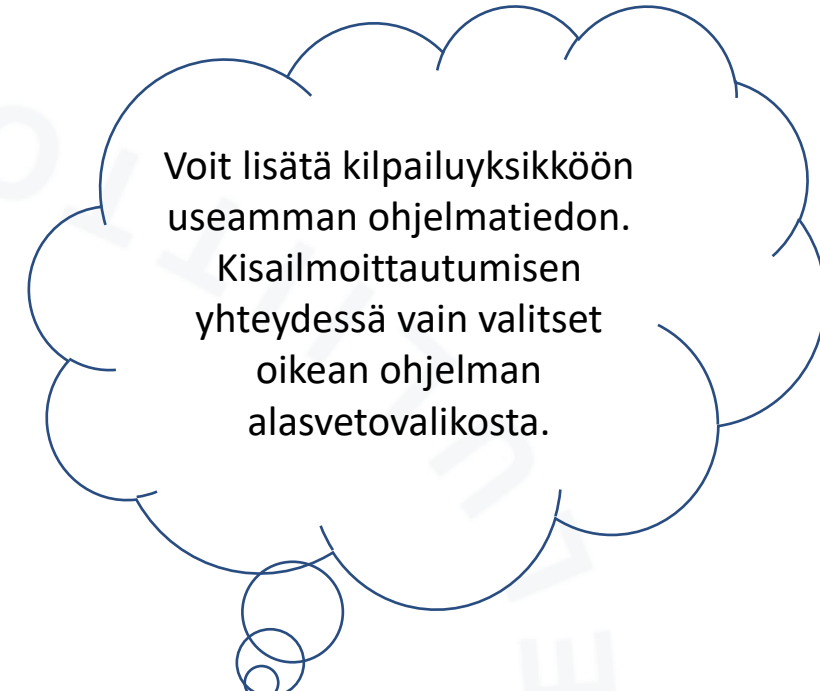 Voit lisätä kilpailuyksikköön
useamman ohjelmatiedon.
Kisailmoittautumisen
yhteydessä vain valitset
oikean ohjelman
alasvetovalikosta.